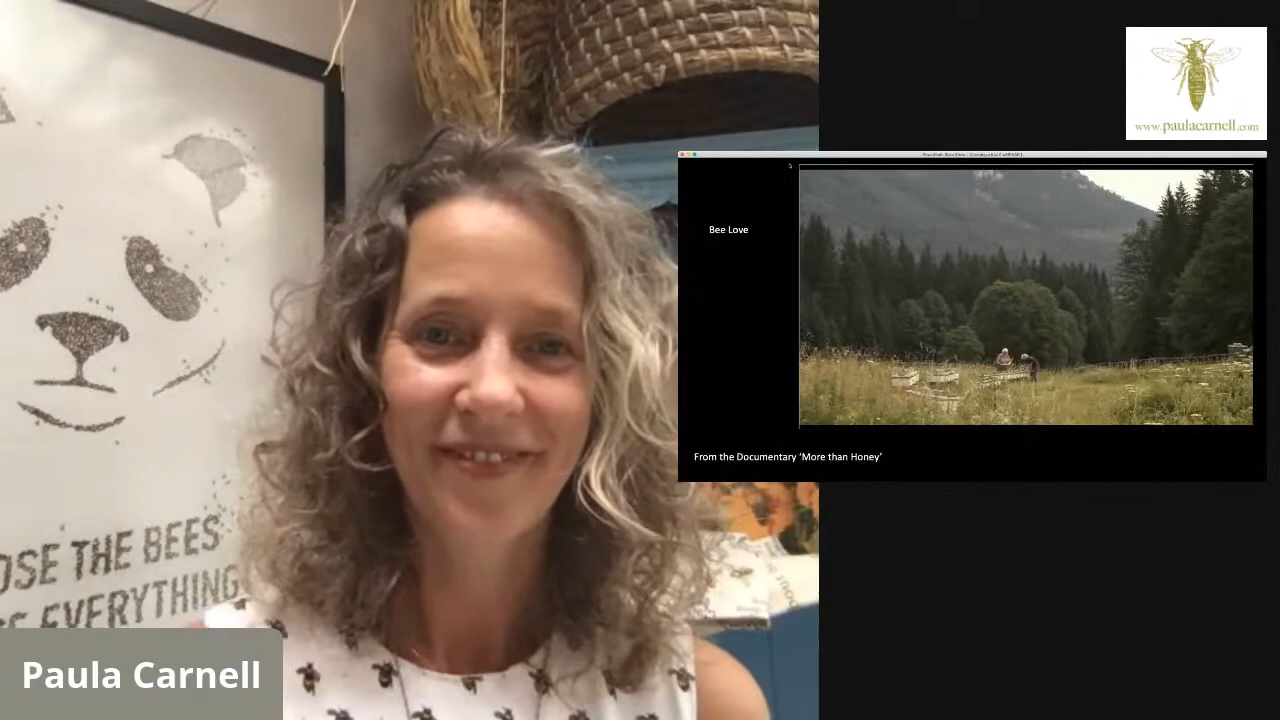 OSE THE BEES
EVERYTHING
Paula Carnell
www.paulacarnell.com
Bee Love
From the Documentary ‘More than Honey’